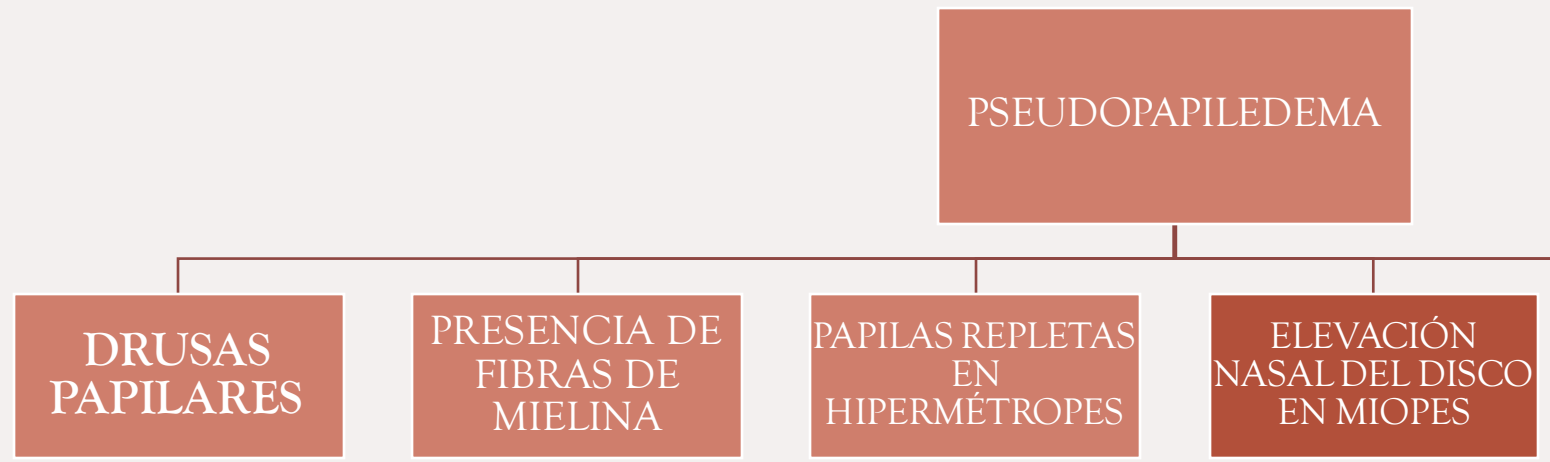 PSEUDOPAPILEDEMA
DRUSAS
PAPILARES
PRESENCIA DE
FIBRAS DE
MIELINA
PAPILAS REPLETAS
EN
HIPERMÉTROPES
ELEVACIÓN
NASAL DEL DISCO
EN MIOPES